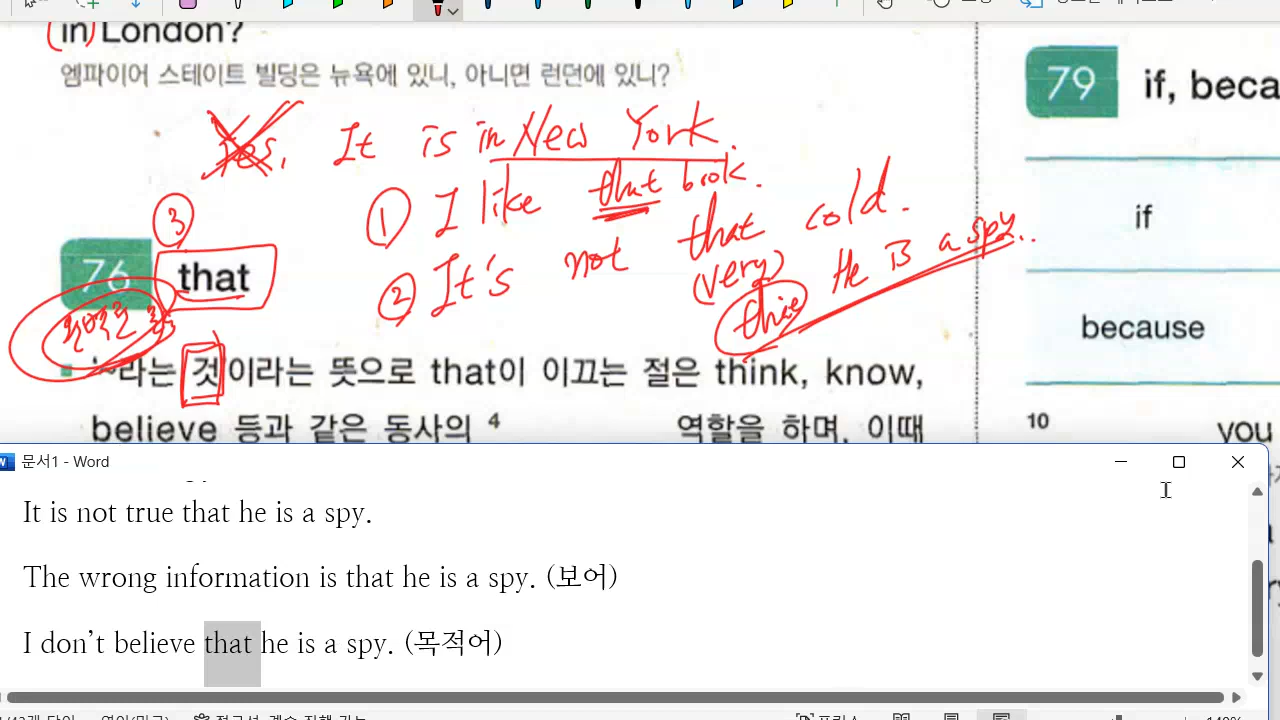 in London?
엠파이어 스테이트 빌딩은 뉴욕에 있니, 아니면 런던에 있니?
Yes, It is in New York.
① I like that book.
② It's not that cold.
(very)
③
76 that
this He is a spy..
~라는 것이라는 뜻으로 that이 이끄는 절은 think, know,
believe 등과 같은 동사의 4 역할을 하며, 이때
79 if, beca
if
because
10 you
문서1 - Word
It is not true that he is a spy.
The wrong information is that he is a spy. (보어)
I don't believe that he is a spy. (목적어)